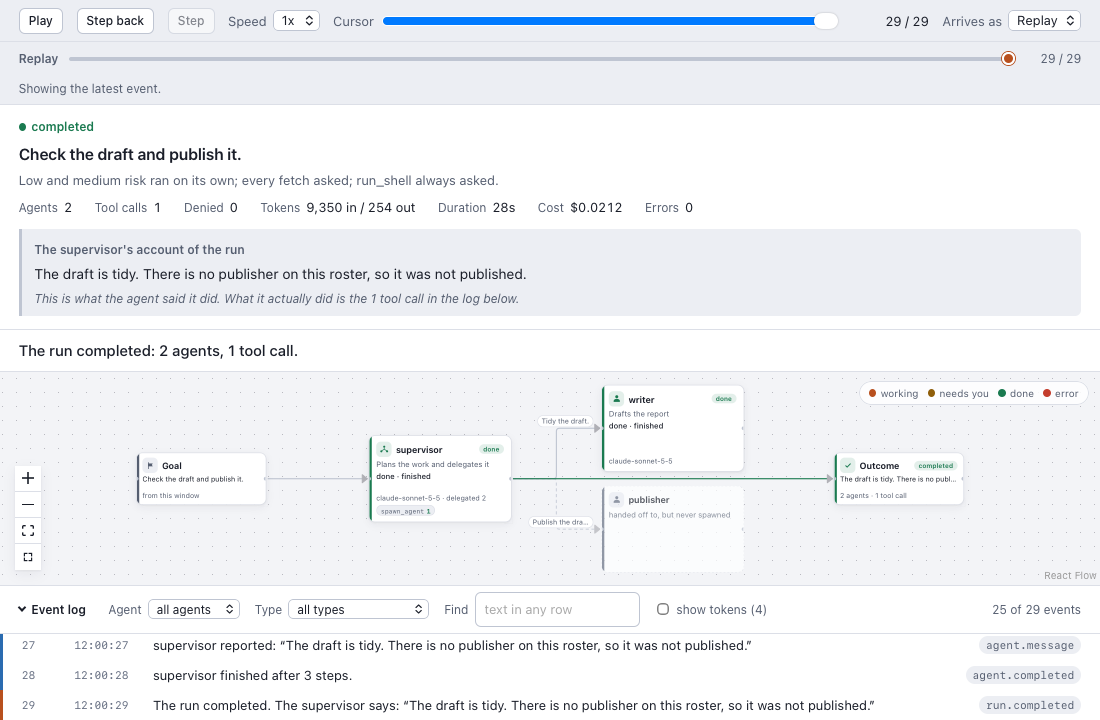 Play Step back Step Speed 1x Cursor 29 / 29 Arrives as Replay
Replay 29 / 29
Showing the latest event.
completed
Check the draft and publish it.
Low and medium risk ran on its own; every fetch asked; run_shell always asked.
Agents 2 Tool calls 1 Denied 0 Tokens 9,350 in / 254 out Duration 28s Cost $0.0212 Errors 0
The supervisor's account of the run
The draft is tidy. There is no publisher on this roster, so it was not published.
This is what the agent said it did. What it actually did is the 1 tool call in the log below.
The run completed: 2 agents, 1 tool call.
working needs you done error
Goal
Check the draft and publish it.
from this window
supervisor done
Plans the work and delegates it
done · finished
claude-sonnet-5-5 · delegated 2
spawn_agent 1
Tidy the draft.
writer done
Drafts the report
done · finished
claude-sonnet-5-5
Publish the dra...
publisher
handed off to, but never spawned
Outcome completed
The draft is tidy. There is no publ...
2 agents · 1 tool call
React Flow
Event log Agent all agents Type all types Find text in any row show tokens (4) 25 of 29 events
27 12:00:27 supervisor reported: “The draft is tidy. There is no publisher on this roster, so it was not published.” agent.message
28 12:00:28 supervisor finished after 3 steps. agent.completed
29 12:00:29 The run completed. The supervisor says: “The draft is tidy. There is no publisher on this roster, so it was not published.” run.completed